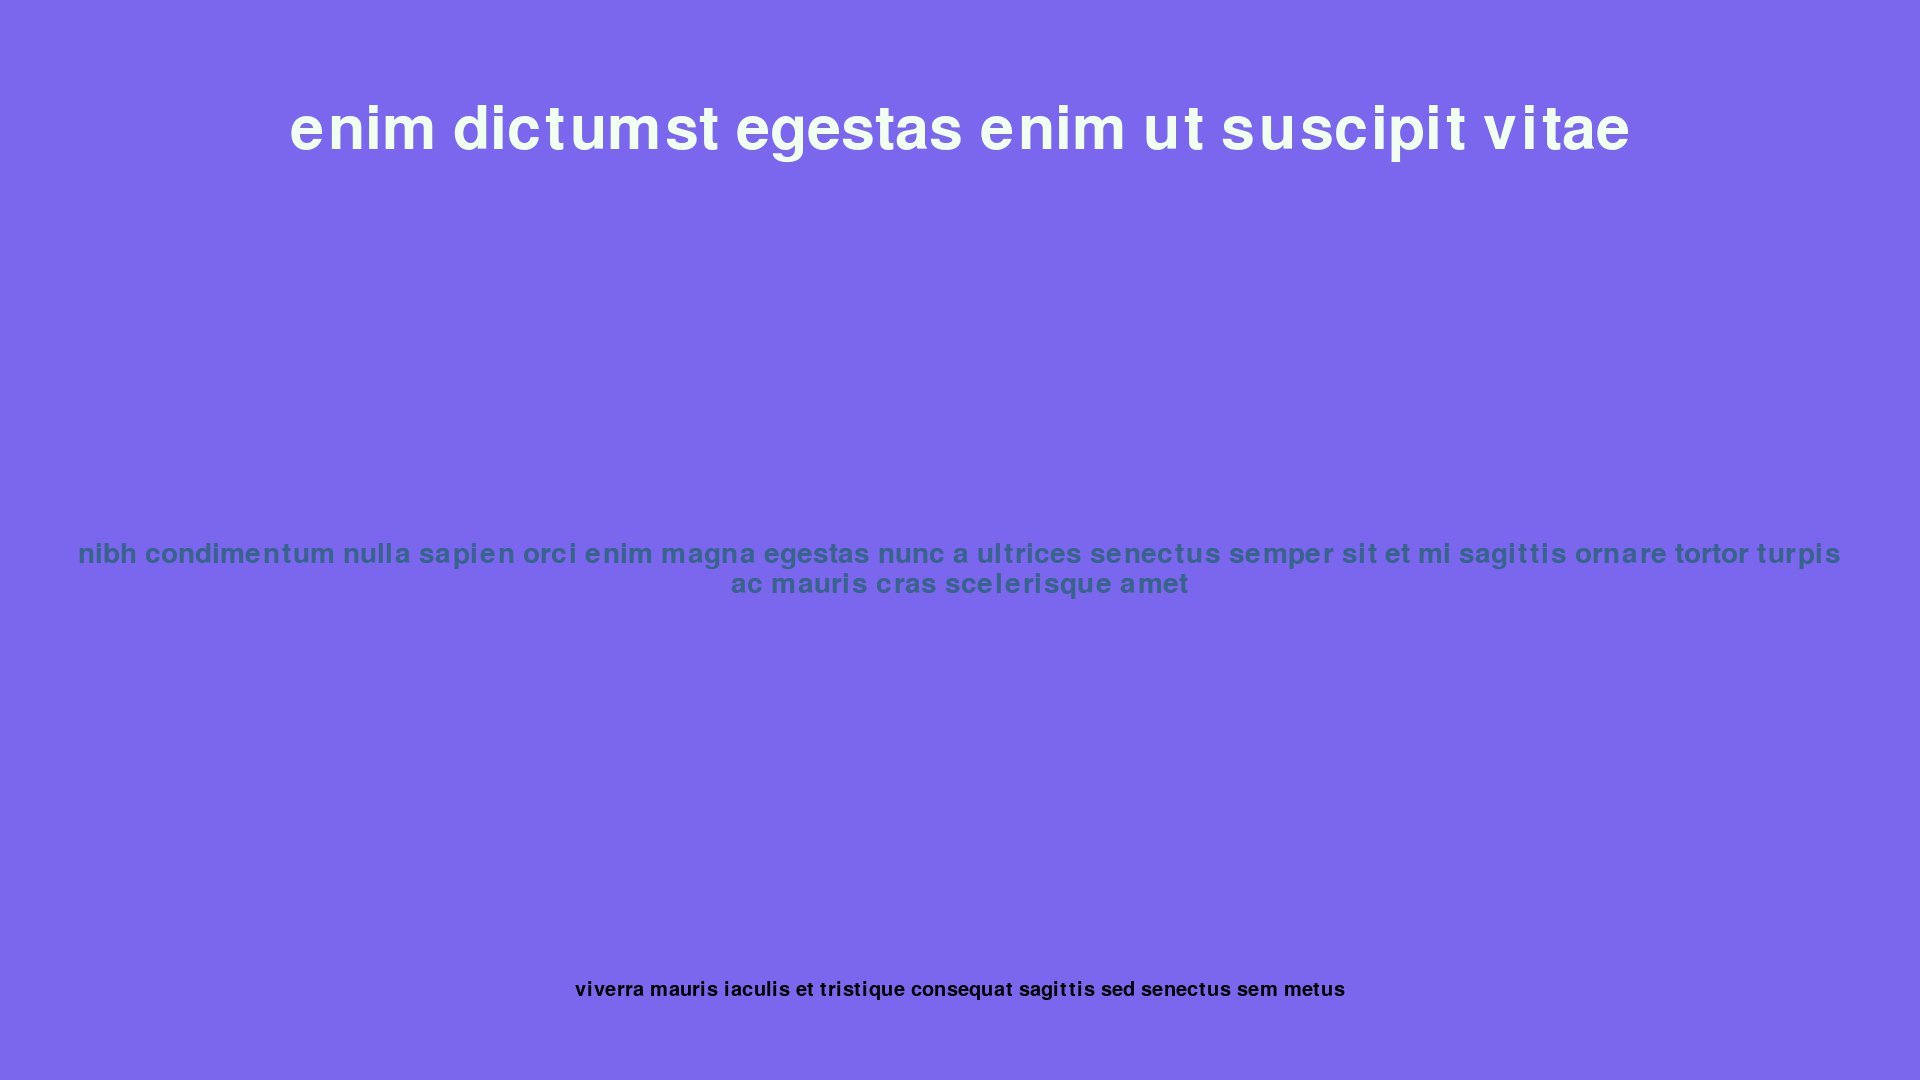 enim dictumst egestas enim ut suscipit vitae
nibh condimentum nulla sapien orci enim magna egestas nunc a ultrices senectus semper sit et mi sagittis ornare tortor turpis
ac mauris cras scelerisque amet
viverra mauris iaculis et tristique consequat sagittis sed senectus sem metus